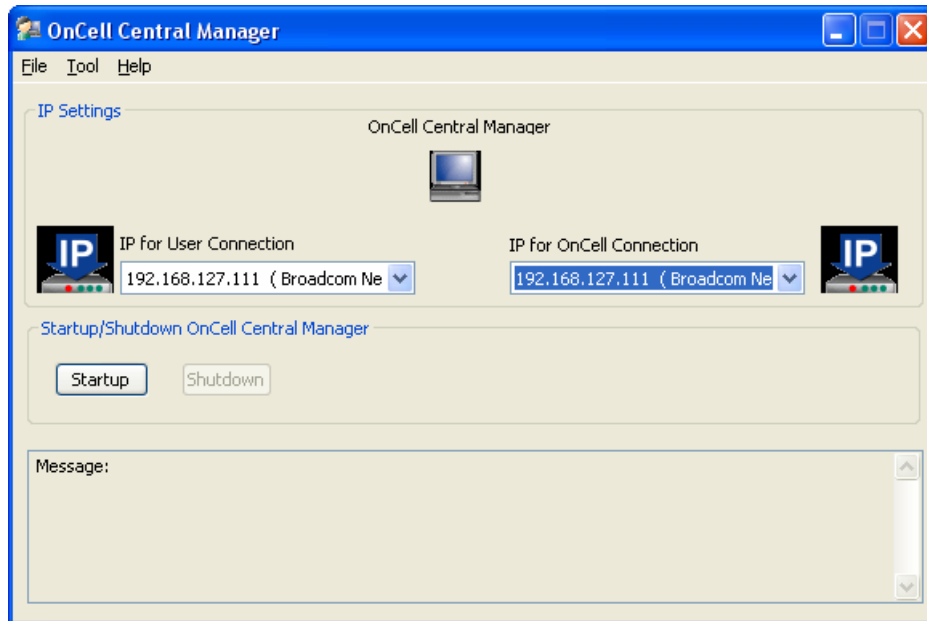 OnCell Central Manager
File Tool Help
IP Settings
OnCell Central Manager
IP IP for User Connection
192.168.127.111 ( Broadcom Ne
IP for OnCell Connection IP
192.168.127.111 ( Broadcom Ne
Startup/Shutdown OnCell Central Manager
Startup Shutdown
Message: